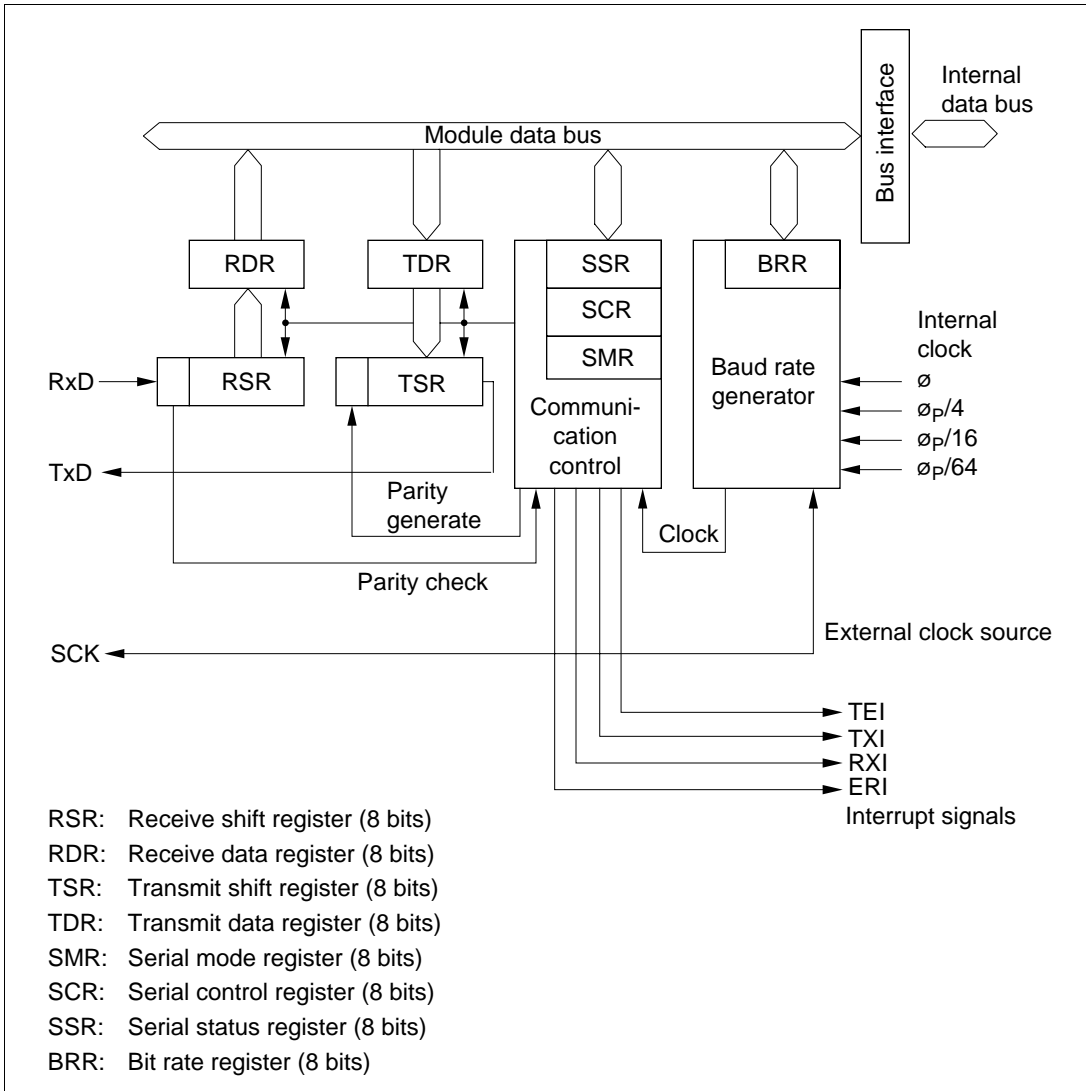 Internal
data bus
Bus interface
Module data bus
RDR
TDR
SSR
BRR
SCR
SMR
Internal
clock
RxD
RSR
TSR
Baud rate
generator
ø
øP/4
Communi-
cation
control
øP/16
TxD
øP/64
Parity
generate
Clock
Parity check
External clock source
SCK
TEI
TXI
RXI
ERI
Interrupt signals
RSR: Receive shift register (8 bits)
RDR: Receive data register (8 bits)
TSR: Transmit shift register (8 bits)
TDR: Transmit data register (8 bits)
SMR: Serial mode register (8 bits)
SCR: Serial control register (8 bits)
SSR: Serial status register (8 bits)
BRR: Bit rate register (8 bits)